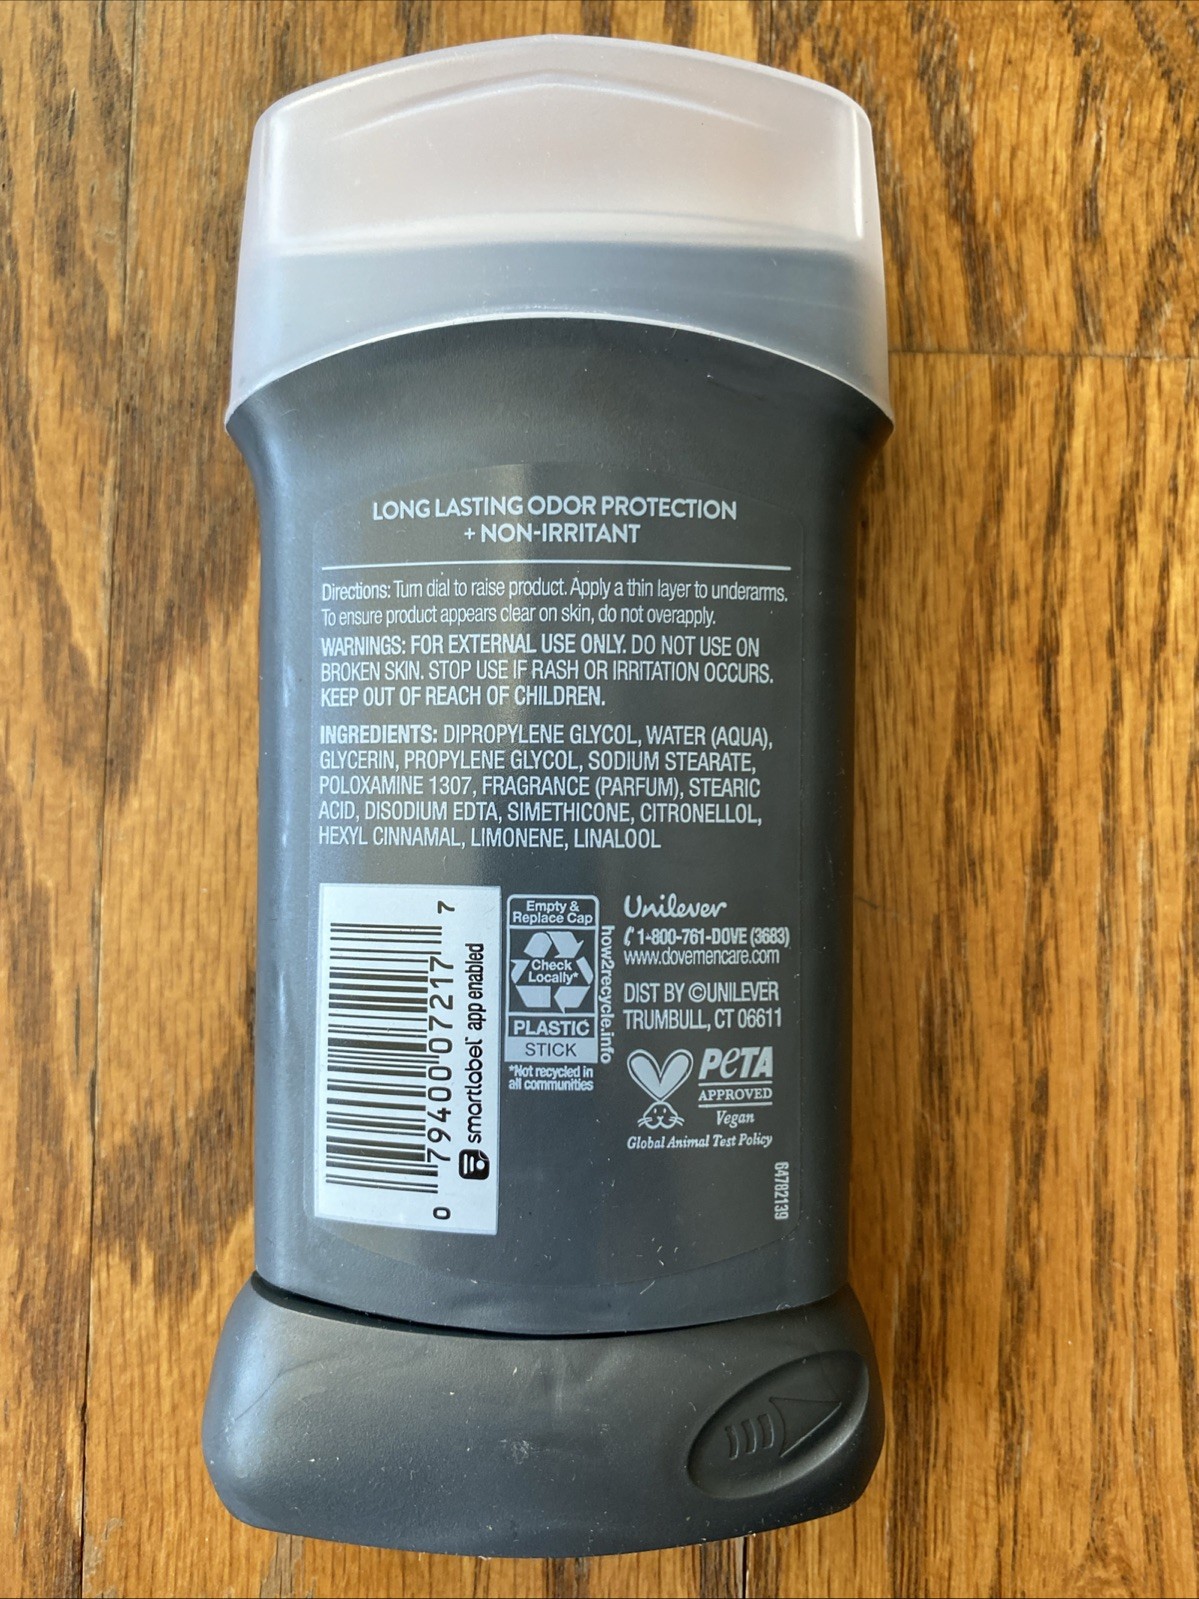 LONG LASTING ODOR PROTECTION
+ NON-IRRITANT
Directions: Turn dial to raise product. Apply a thin layer to underarms.
To ensure product appears clear on skin, do not overapply.
WARNINGS: FOR EXTERNAL USE ONLY. DO NOT USE ON
BROKEN SKIN. STOP USE IF RASH OR IRRITATION OCCURS.
KEEP OUT OF REACH OF CHILDREN.
INGREDIENTS: DIPROPYLENE GLYCOL, WATER (AQUA),
GLYCERIN, PROPYLENE GLYCOL, SODIUM STEARATE,
POLOXAMINE 1307, FRAGRANCE (PARFUM), STEARIC
ACID, DISODIUM EDTA, SIMETHICONE, CITRONELLOL,
HEXYL CINNAMAL, LIMONENE, LINALOOL
0 79400 07217 7
smartlabel™ app enabled
Empty &
Replace Cap
Check
Locally*
PLASTIC
STICK
*Not recycled in
all communities
how2recycle.info
Unilever
1-800-761-DOVE (3683)
www.dovemencare.com
DIST BY ©UNILEVER
TRUMBULL, CT 06611
PETA
APPROVED
Vegan
Global Animal Test Policy
64782139